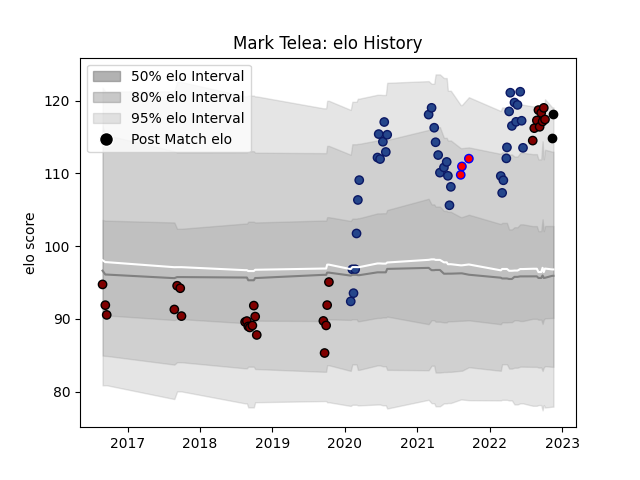 Mark Telea: elo History
50% elo Interval
80% elo Interval
95% elo Interval
Post Match elo
elo score
120
110
100
90
80
2017 2018 2019 2020 2021 2022 2023